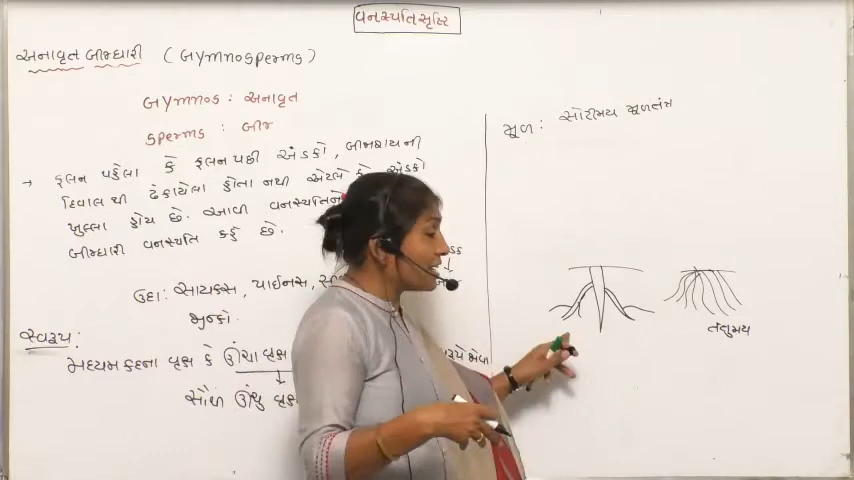 વનસ્પતિસૃષ્ટિ
અનાવૃત બીજધારી (Gymnosperms)
Gymnos : અનાવૃત
sperms : બીજ
→ ફલન પહેલા કે ફલન પછી અંડકો, બીજાશયની
દિવાલ થી ઢંકાયેલા હોતા નથી એટલે કે અંડકો
ખુલ્લા હોય છે. આવી વનસ્પતિને
બીજધારી વનસ્પતિ કહે છે.
ઉદા: સાયકસ, પાઈનસ,
સ્વરૂપ:
મધ્યમ કદના વૃક્ષ કે ઊંચા વૃક્ષ
સૌથી ઊંચુ વૃક્ષ
મૂળ: સોટીમય મૂળતંત્ર
તંતુમય